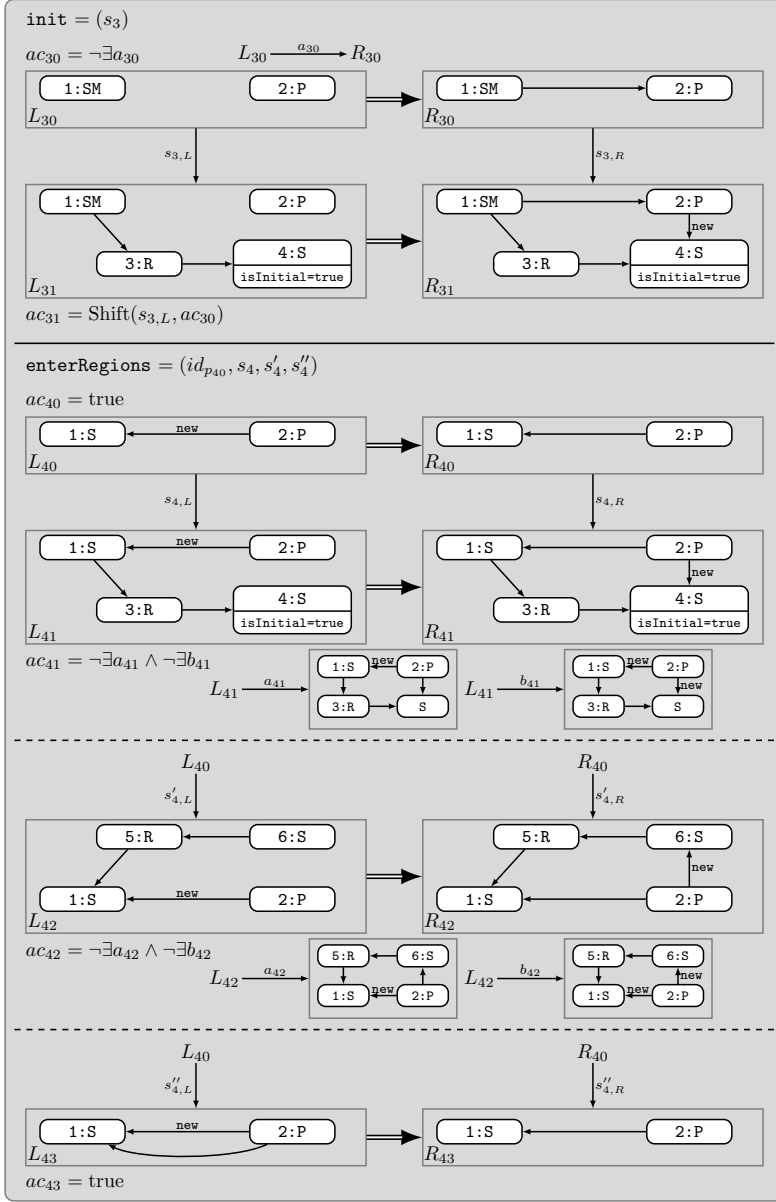 init = (s₃)
ac₃₀ = ¬∃a₃₀ L₃₀ a₃₀ R₃₀
1:SM 2:P 1:SM 2:P
L₃₀ R₃₀
s₃,L s₃,R
1:SM 2:P 1:SM 2:P
new
3:R 4:S 3:R 4:S
isInitial=true isInitial=true
L₃₁ R₃₁
ac₃₁ = Shift(s₃,L, ac₃₀)
enterRegions = (id_p₄₀, s₄, s₄′, s₄″)
ac₄₀ = true
1:S new 2:P 1:S 2:P
L₄₀ R₄₀
s₄,L s₄,R
1:S new 2:P 1:S 2:P
new
3:R 4:S 3:R 4:S
isInitial=true isInitial=true
L₄₁ R₄₁
ac₄₁ = ¬∃a₄₁ ∧ ¬∃b₄₁
1:S new 2:P 1:S new 2:P
L₄₁ a₄₁ L₄₁ b₄₁ new
3:R S 3:R S
L₄₀ R₄₀
s′₄,L s′₄,R
5:R 6:S 5:R 6:S
new
1:S new 2:P 1:S 2:P
L₄₂ R₄₂
ac₄₂ = ¬∃a₄₂ ∧ ¬∃b₄₂
5:R 6:S 5:R 6:S
L₄₂ a₄₂ L₄₂ b₄₂ new
1:S new 2:P 1:S new 2:P
L₄₀ R₄₀
s″₄,L s″₄,R
1:S new 2:P 1:S 2:P
L₄₃ R₄₃
ac₄₃ = true